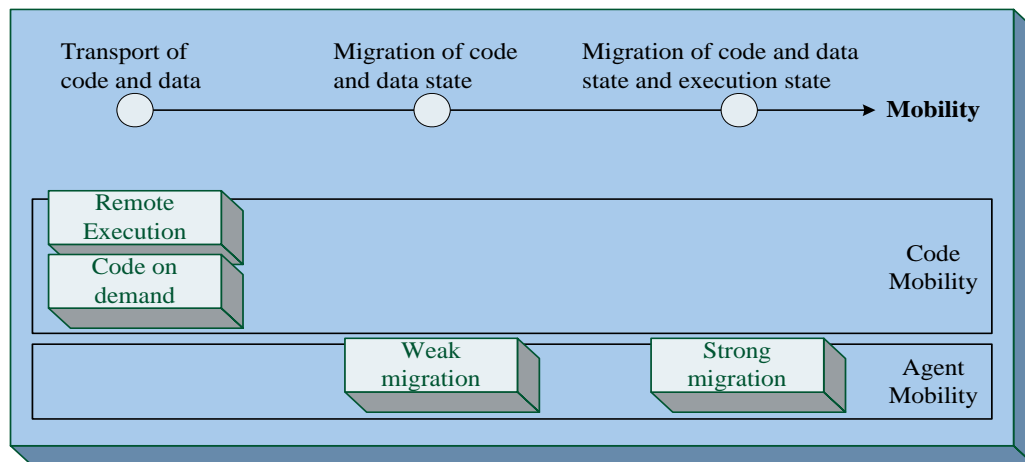 Transport of
code and data
Migration of code
and data state
Migration of code and data
state and execution state
Mobility
Remote
Execution
Code on
demand
Code
Mobility
Weak
migration
Strong
migration
Agent
Mobility